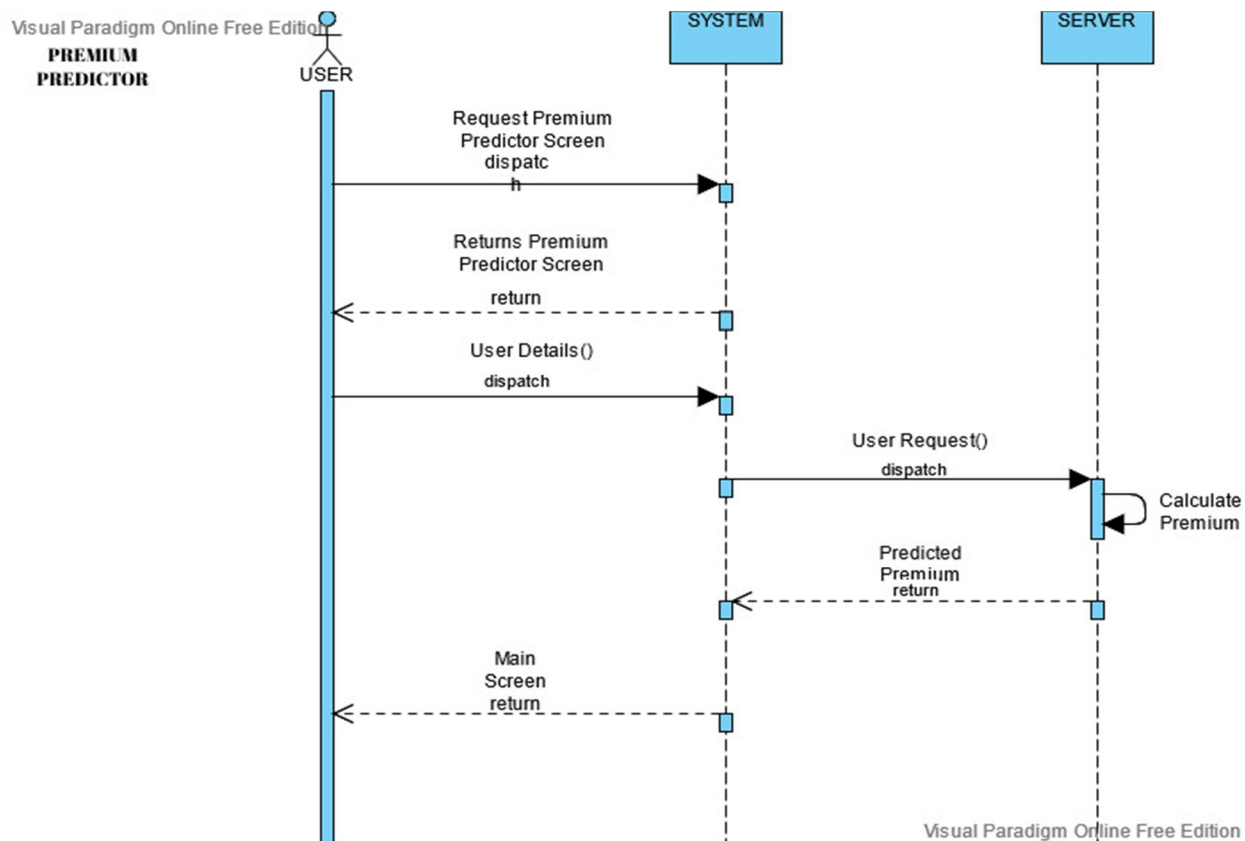 Visual Paradigm Online Free Edition
PREMIUM
PREDICTOR
USER
SYSTEM
SERVER
Request Premium
Predictor Screen
dispatc
h
Returns Premium
Predictor Screen
return
User Details()
dispatch
User Request()
dispatch
Calculate
Premium
Predicted
Premium
return
Main
Screen
return
Visual Paradigm Online Free Edition